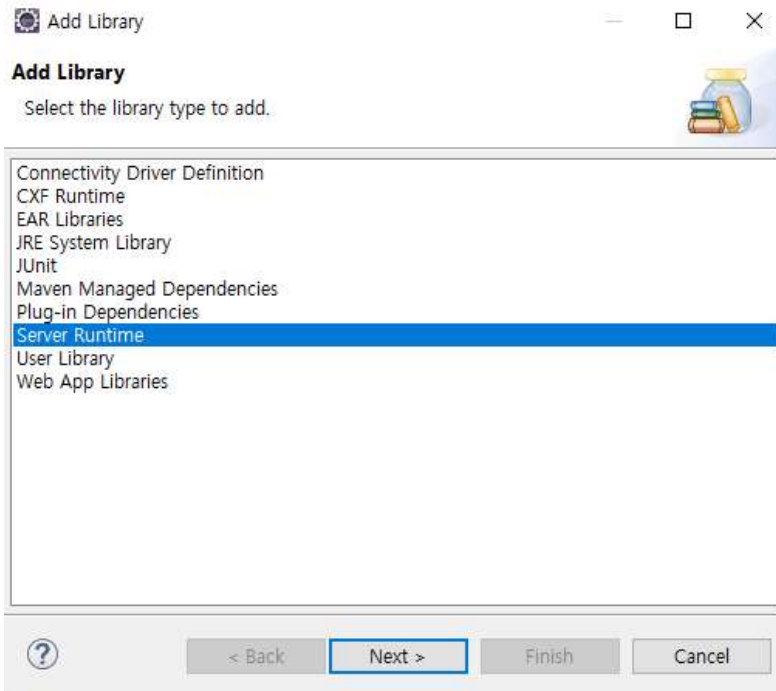 Add Library
Add Library
Select the library type to add.
Connectivity Driver Definition
CXF Runtime
EAR Libraries
JRE System Library
JUnit
Maven Managed Dependencies
Plug-in Dependencies
Server Runtime
User Library
Web App Libraries
?
< Back Next > Finish Cancel